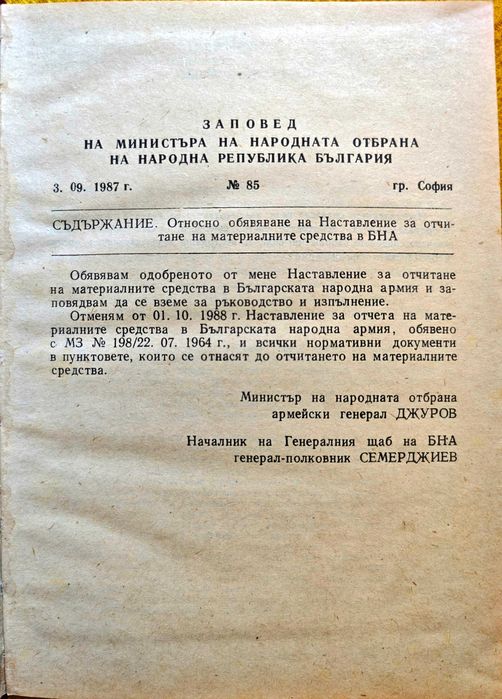 ЗАПОВЕД
НА МИНИСТЪРА НА НАРОДНАТА ОТБРАНА
НА НАРОДНА РЕПУБЛИКА БЪЛГАРИЯ
3. 09. 1987 г. № 85 гр. София
СЪДЪРЖАНИЕ. Относно обявяване на Наставление за отчи-
тане на материалните средства в БНА
Обявявам одобреното от мене Наставление за отчитане
на материалните средства в Българската народна армия и за-
повядвам да се вземе за ръководство и изпълнение.
Отменям от 01. 10. 1988 г. Наставление за отчета на мате-
риалните средства в Българската народна армия, обявено
с МЗ № 198/22. 07. 1964 г., и всички нормативни документи
в пунктовете, които се отнасят до отчитането на материалните
средства.
Министър на народната отбрана
армейски генерал ДЖУРОВ
Началник на Генералния щаб на БНА
генерал-полковник СЕМЕРДЖИЕВ